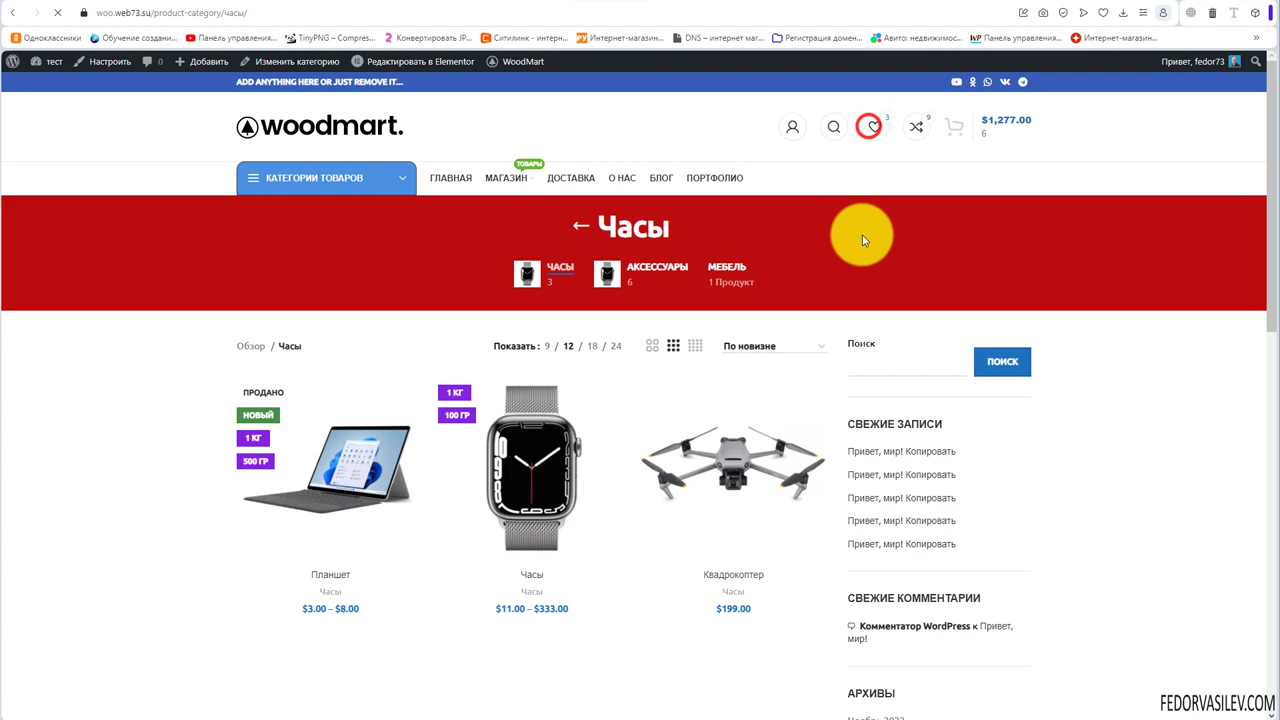 woo.web73.su/product-category/часы/
Одноклассники
Обучение создани...
Панель управления...
TinyPNG – Compres...
Конвертировать JP...
Ситилинк - интерн...
Интернет-магазин...
DNS – интернет маг...
Регистрация домен...
Авито: недвижимос...
Панель управления...
Интернет-магазин...
тест
Настроить
0
Добавить
Изменить категорию
Редактировать в Elementor
WoodMart
Привет, fedor73
ADD ANYTHING HERE OR JUST REMOVE IT...
woodmart.
3
9
$1,277.00
6
КАТЕГОРИИ ТОВАРОВ
ГЛАВНАЯ
МАГАЗИН
ТОВАРЫ
ДОСТАВКА
О НАС
БЛОГ
ПОРТФОЛИО
← Часы
ЧАСЫ
3
АКСЕССУАРЫ
6
МЕБЕЛЬ
1 Продукт
Обзор / Часы
Показать : 9 / 12 / 18 / 24
По новизне
ПРОДАНО
НОВЫЙ
1 КГ
500 ГР
Планшет
Часы
$3.00 – $8.00
1 КГ
100 ГР
Часы
Часы
$11.00 – $333.00
Квадрокоптер
Часы
$199.00
Поиск
ПОИСК
СВЕЖИЕ ЗАПИСИ
Привет, мир! Копировать
Привет, мир! Копировать
Привет, мир! Копировать
Привет, мир! Копировать
Привет, мир! Копировать
СВЕЖИЕ КОММЕНТАРИИ
Комментатор WordPress к Привет,
мир!
АРХИВЫ
Ноябрь 2023
FEDORVASILEV.COM